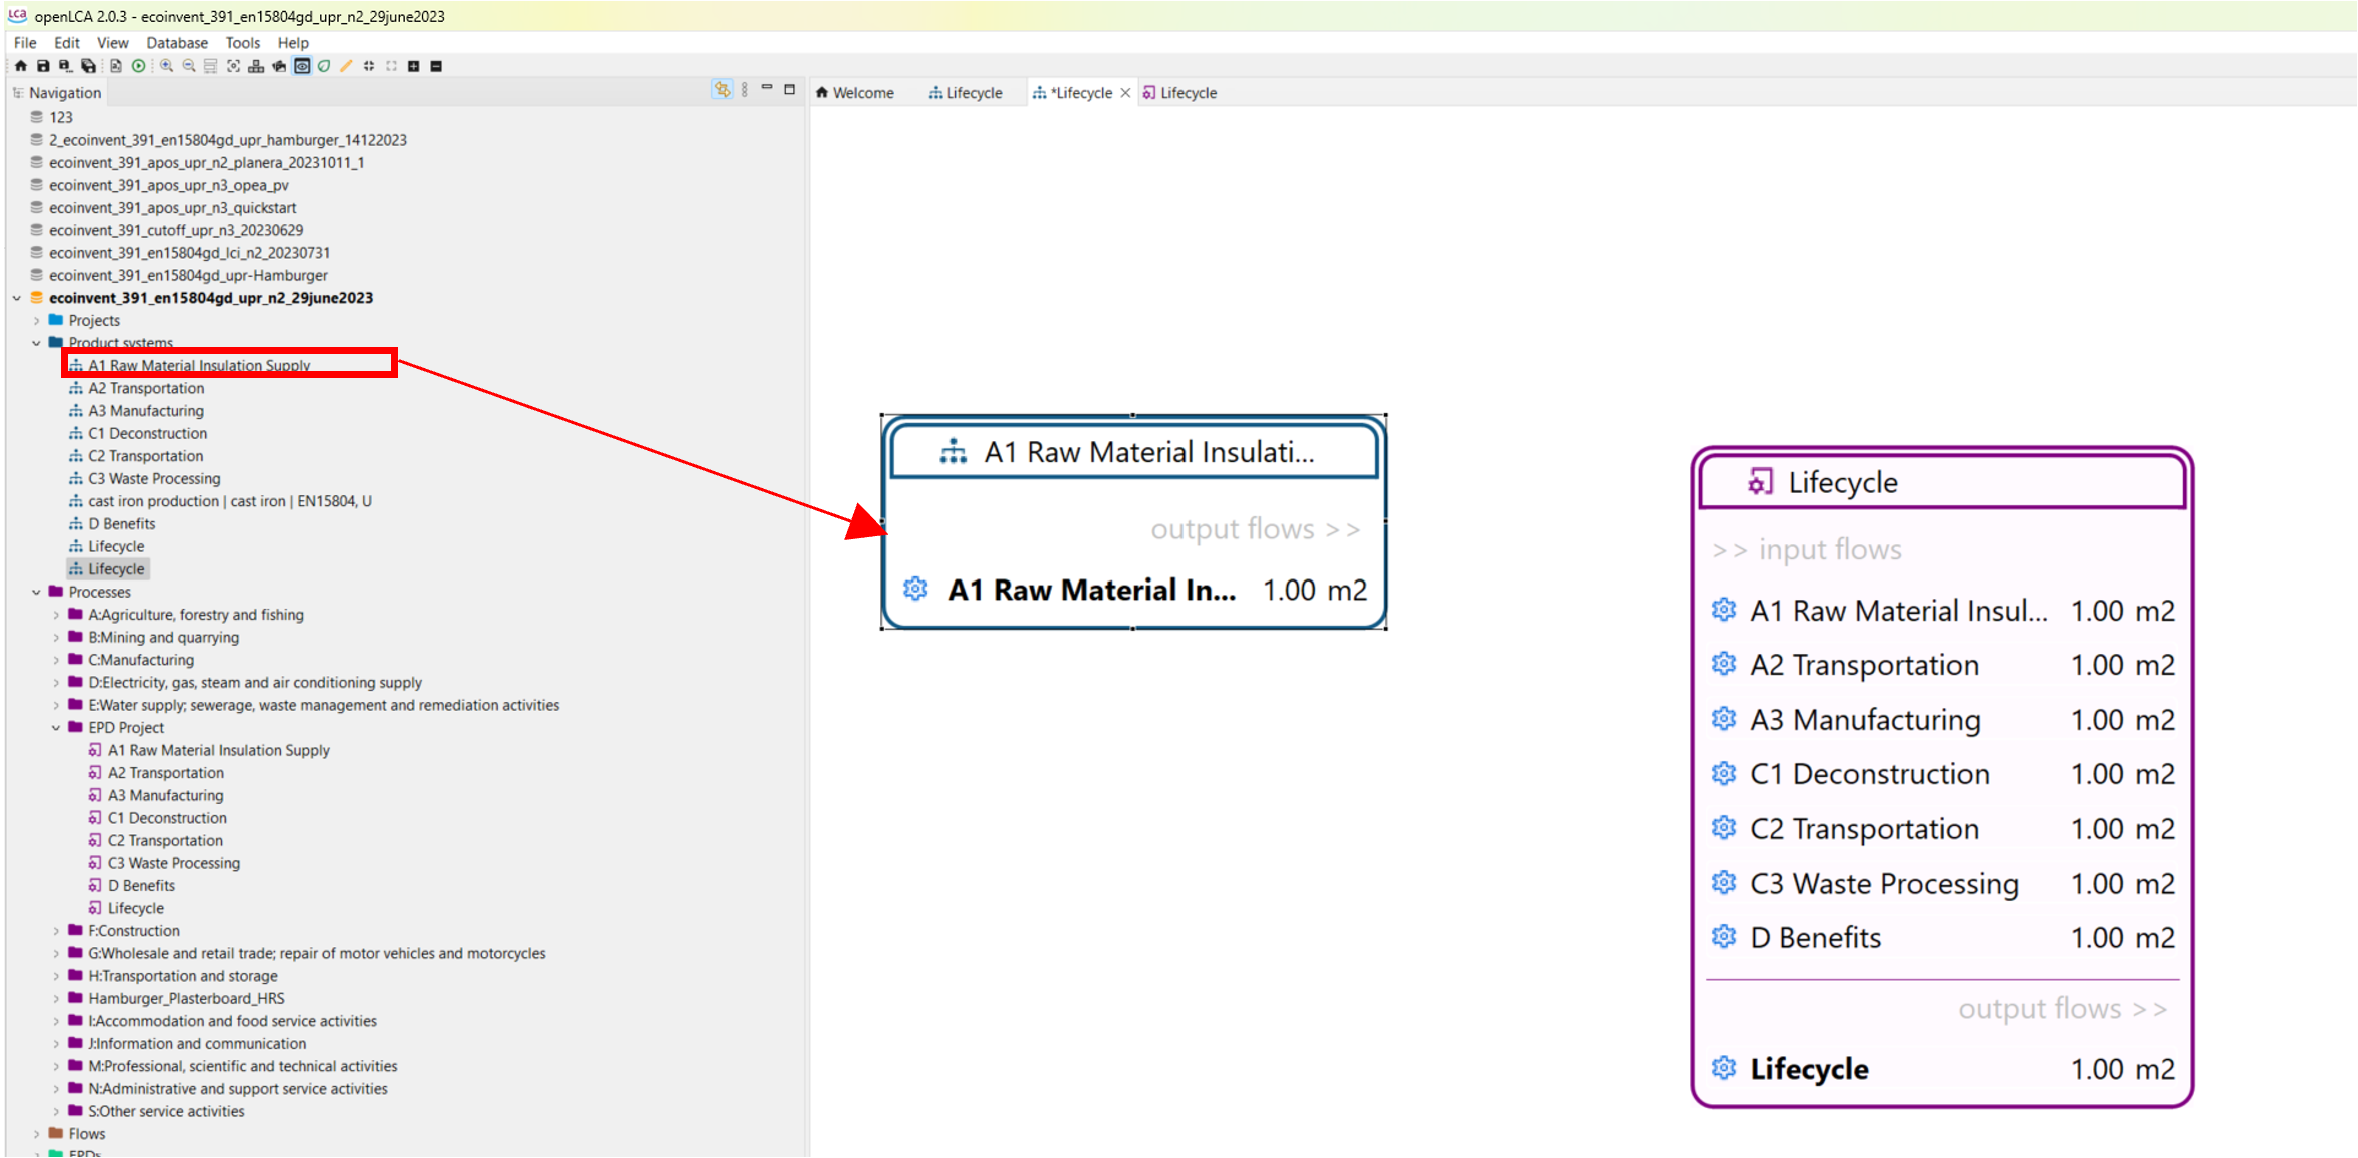 LCA openLCA 2.0.3 - ecoinvent_391_en15804gd_upr_n2_29june2023
File Edit View Database Tools Help
Navigation
123
2_ecoinvent_391_en15804gd_upr_hamburger_14122023
ecoinvent_391_apos_upr_n2_planera_20231011_1
ecoinvent_391_apos_upr_n3_opea_pv
ecoinvent_391_apos_upr_n3_quickstart
ecoinvent_391_cutoff_upr_n3_20230629
ecoinvent_391_en15804gd_lci_n2_20230731
ecoinvent_391_en15804gd_upr-Hamburger
ecoinvent_391_en15804gd_upr_n2_29june2023
Projects
Product systems
A1 Raw Material Insulation Supply
A2 Transportation
A3 Manufacturing
C1 Deconstruction
C2 Transportation
C3 Waste Processing
cast iron production | cast iron | EN15804, U
D Benefits
Lifecycle
Lifecycle
Processes
A:Agriculture, forestry and fishing
B:Mining and quarrying
C:Manufacturing
D:Electricity, gas, steam and air conditioning supply
E:Water supply; sewerage, waste management and remediation activities
EPD Project
A1 Raw Material Insulation Supply
A2 Transportation
A3 Manufacturing
C1 Deconstruction
C2 Transportation
C3 Waste Processing
D Benefits
Lifecycle
F:Construction
G:Wholesale and retail trade; repair of motor vehicles and motorcycles
H:Transportation and storage
Hamburger_Plasterboard_HRS
I:Accommodation and food service activities
J:Information and communication
M:Professional, scientific and technical activities
N:Administrative and support service activities
S:Other service activities
Flows
EPDs
Welcome Lifecycle *Lifecycle Lifecycle
A1 Raw Material Insulati...
output flows >>
A1 Raw Material In... 1.00 m2
Lifecycle
>> input flows
A1 Raw Material Insul... 1.00 m2
A2 Transportation 1.00 m2
A3 Manufacturing 1.00 m2
C1 Deconstruction 1.00 m2
C2 Transportation 1.00 m2
C3 Waste Processing 1.00 m2
D Benefits 1.00 m2
output flows >>
Lifecycle 1.00 m2